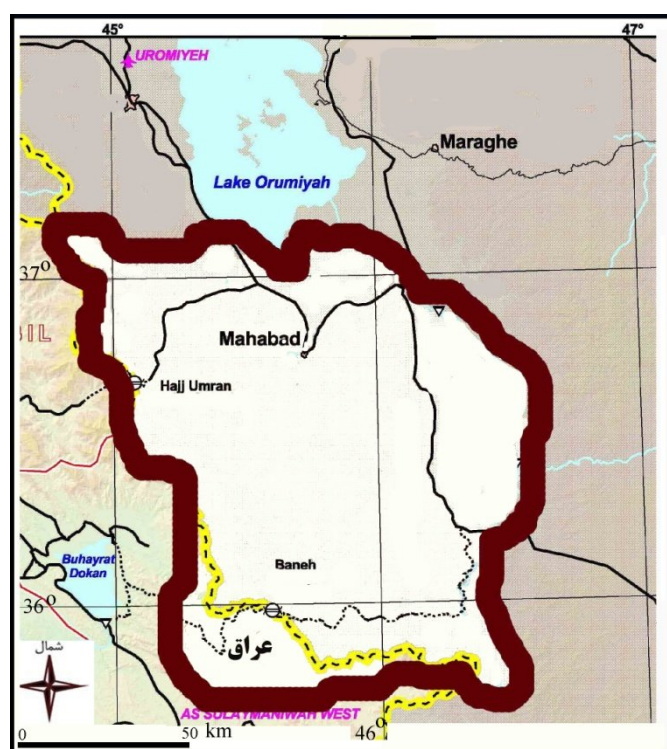 45°
47°
UROMIYEH
Maraghe
Lake Orumiyah
37°
BIL
Mahabad
Hajj Umran
Baneh
Buhayrat
Dokan
36°
عراق
شمال
AS SULAYMANIYAH WEST
46°
0 50 km